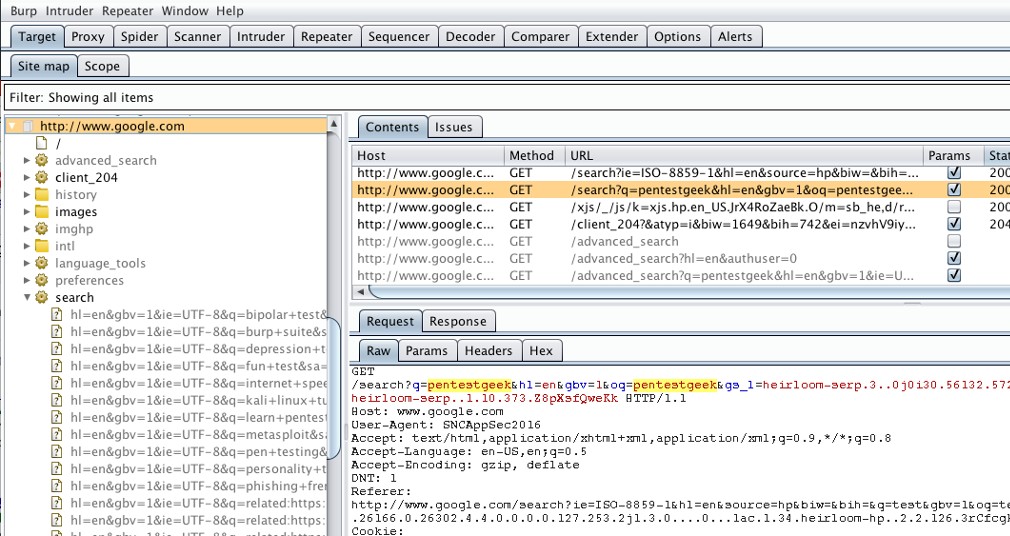 Burp Intruder Repeater Window Help
Target Proxy Spider Scanner Intruder Repeater Sequencer Decoder Comparer Extender Options Alerts
Site map Scope
Filter: Showing all items
http://www.google.com
/
advanced_search
client_204
history
images
imghp
intl
language_tools
preferences
search
hl=en&gbv=1&ie=UTF-8&q=bipolar+test&
hl=en&gbv=1&ie=UTF-8&q=burp+suite&s
hl=en&gbv=1&ie=UTF-8&q=depression+t
hl=en&gbv=1&ie=UTF-8&q=fun+test&sa=
hl=en&gbv=1&ie=UTF-8&q=internet+spee
hl=en&gbv=1&ie=UTF-8&q=kali+linux+tu
hl=en&gbv=1&ie=UTF-8&q=learn+pentes
hl=en&gbv=1&ie=UTF-8&q=metasploit&sa
hl=en&gbv=1&ie=UTF-8&q=pen+testing&
hl=en&gbv=1&ie=UTF-8&q=personality+t
hl=en&gbv=1&ie=UTF-8&q=phishing+fren
hl=en&gbv=1&ie=UTF-8&q=related:https:
hl=en&gbv=1&ie=UTF-8&q=related:https:
hl=en&gbv=1&ie=UTF-8&q=related:https:
Contents Issues
Host Method URL Params Stat
http://www.google.c... GET /search?ie=ISO-8859-1&hl=en&source=hp&biw=&bih=... 200
http://www.google.c... GET /search?q=pentestgeek&hl=en&gbv=1&oq=pentestgee... 200
http://www.google.c... GET /xjs/_/js/k=xjs.hp.en_US.JrX4RoZaeBk.O/m=sb_he,d/r... 200
http://www.google.c... GET /client_204?&atyp=i&biw=1649&bih=742&ei=nzvhV9iy... 204
http://www.google.c... GET /advanced_search
http://www.google.c... GET /advanced_search?hl=en&authuser=0
http://www.google.c... GET /advanced_search?q=pentestgeek&hl=en&gbv=1&ie=U...
Request Response
Raw Params Headers Hex
GET
/search?q=pentestgeek&hl=en&gbv=1&oq=pentestgeek&gs_l=heirloom-serp.3..0j0i30.56132.572
heirloom-serp..1.10.373.Z8pXsfQweKk HTTP/1.1
Host: www.google.com
User-Agent: SNCAppSec2016
Accept: text/html,application/xhtml+xml,application/xml;q=0.9,*/*;q=0.8
Accept-Language: en-US,en;q=0.5
Accept-Encoding: gzip, deflate
DNT: 1
Referer:
http://www.google.com/search?ie=ISO-8859-1&hl=en&source=hp&biw=&bih=&q=test&gbv=1&oq=te
.26166.0.26302.4.4.0.0.0.0.127.253.2j1.3.0....0...1ac.1.34.heirloom-hp..2.2.126.3rCfcgk
Cookie: